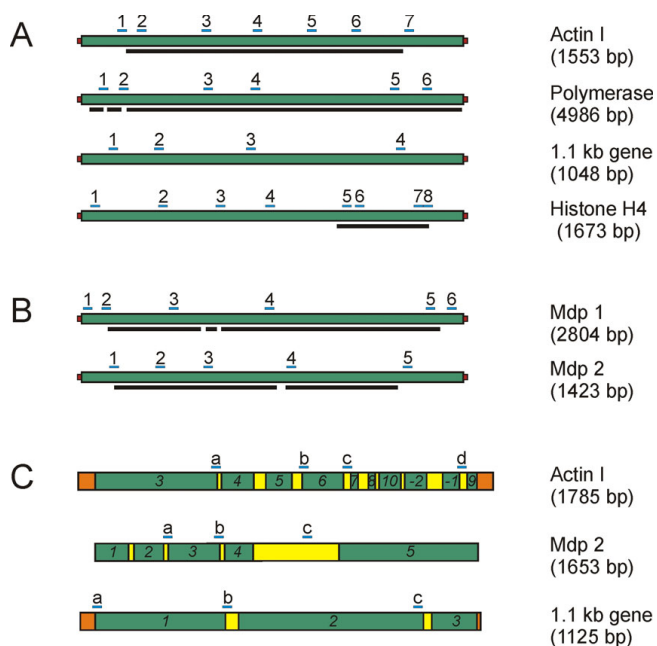 A
1 2 3 4 5 6 7
Actin I
(1553 bp)
1 2 3 4 5 6
Polymerase
(4986 bp)
1 2 3 4
1.1 kb gene
(1048 bp)
1 2 3 4 5 6 7 8
Histone H4
(1673 bp)
B
1 2 3 4 5 6
Mdp 1
(2804 bp)
1 2 3 4 5
Mdp 2
(1423 bp)
C
a b c d
3 4 5 6 7 8 10 -2 -1 9
Actin I
(1785 bp)
a b c
1 2 3 4 5
Mdp 2
(1653 bp)
a b c
1 2 3
1.1 kb gene
(1125 bp)